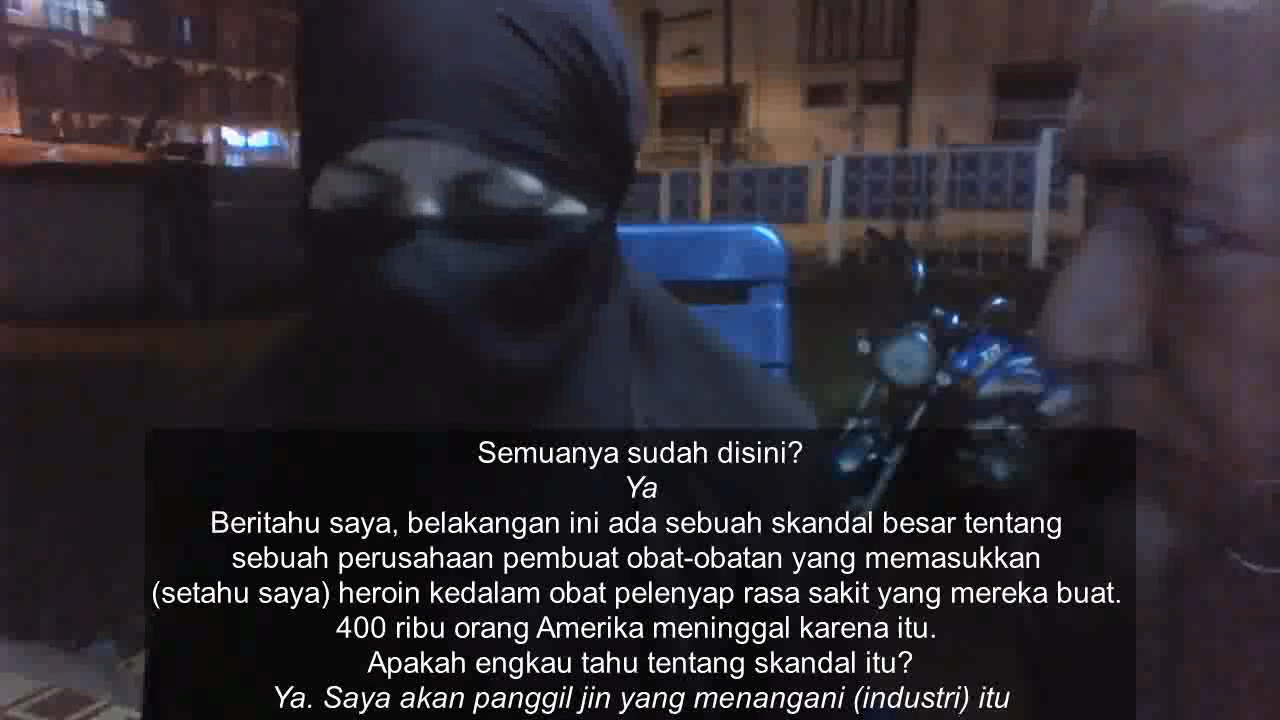 Semuanya sudah disini?
Ya
Beritahu saya, belakangan ini ada sebuah skandal besar tentang
sebuah perusahaan pembuat obat-obatan yang memasukkan
(setahu saya) heroin kedalam obat pelenyap rasa sakit yang mereka buat.
400 ribu orang Amerika meninggal karena itu.
Apakah engkau tahu tentang skandal itu?
Ya. Saya akan panggil jin yang menangani (industri) itu